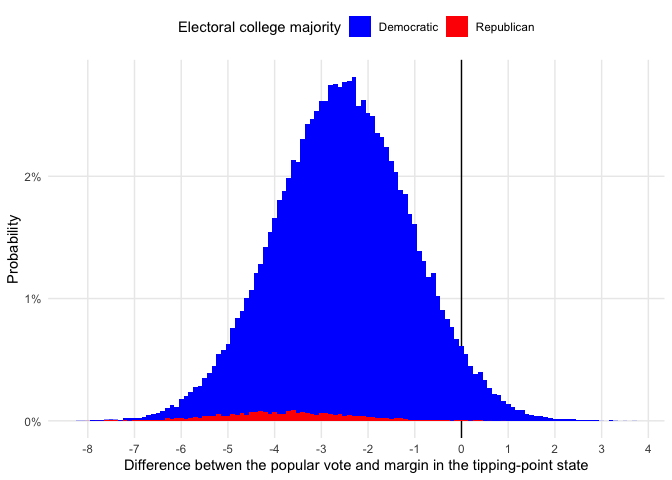 Electoral college majority Democratic Republican
Probability
2%
1%
0%
-8 -7 -6 -5 -4 -3 -2 -1 0 1 2 3 4
Difference betwen the popular vote and margin in the tipping-point state